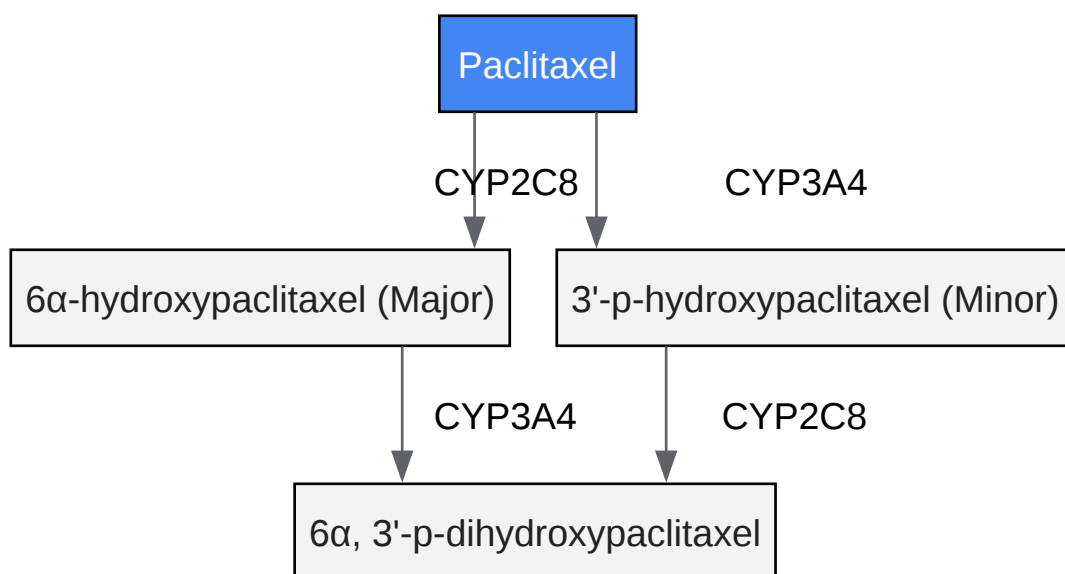 Paclitaxel
CYP2C8 CYP3A4
6α-hydroxypaclitaxel (Major) 3'-p-hydroxypaclitaxel (Minor)
CYP3A4 CYP2C8
6α, 3'-p-dihydroxypaclitaxel